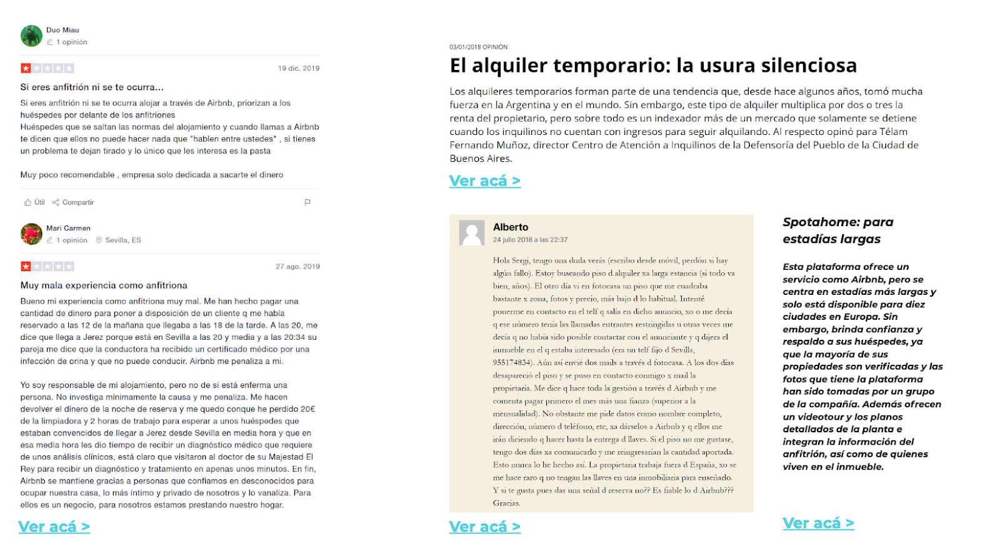 Duo Miau
1 opinión
19 dic. 2019
Si eres anfitrión ni se te ocurra...
Si eres anfitrión ni se te ocurra alojar a través de Airbnb, priorizan a los
huéspedes por delante de los anfitriones
Huéspedes que se saltan las normas del alojamiento y cuando llamas a Airbnb
te dicen que ellos no puede hacer nada que "hablen entre ustedes" , si tienes
un problema te dejan tirado y lo único que les interesa es la pasta
Muy poco recomendable , empresa solo dedicada a sacarte el dinero
Útil Compartir
Mari Carmen
1 opinión Sevilla, ES
27 ago. 2019
Muy mala experiencia como anfitriona
Bueno mi experiencia como anfitriona muy mal. Me han hecho pagar una
cantidad de dinero para poner a disposición de un cliente q me había
reservado a las 12 de la mañana que llegaba a las 18 de la tarde. A las 20, me
dice que llega a Jerez porque está en Sevilla a las 20 y media y a las 20:34 su
pareja me dice que la conductora ha recibido un certificado médico por una
infección de orina y que no puede conducir. Airbnb me penaliza a mi.
Yo soy responsable de mi alojamiento, pero no de si está enferma una
persona. No investiga mínimamente la causa y me penaliza. Me hacen
devolver el dinero de la noche de reserva y me quedo conque he perdido 20€
de la limpiadora y 2 horas de trabajo para esperar a unos huéspedes que
estaban convencidos de llegar a Jerez desde Sevilla en media hora y que en
esa media hora les dio tiempo de recibir un diagnóstico médico que requiere
de unos análisis clínicos, está claro que visitaron al doctor de su Majestad El
Rey para recibir un diagnóstico y tratamiento en apenas unos minutos. En fin,
Airbnb se mantiene gracias a personas que confiamos en desconocidos para
ocupar nuestra casa, lo más íntimo y privado de nosotros y lo vanaliza. Para
ellos es un negocio, para nosotros estamos prestando nuestro hogar.
Ver acá >
03/01/2018 OPINIÓN
El alquiler temporario: la usura silenciosa
Los alquileres temporarios forman parte de una tendencia que, desde hace algunos años, tomó mucha
fuerza en la Argentina y en el mundo. Sin embargo, este tipo de alquiler multiplica por dos o tres la
renta del propietario, pero sobre todo es un indexador más de un mercado que solamente se detiene
cuando los inquilinos no cuentan con ingresos para seguir alquilando. Al respecto opinó para Télam
Fernando Muñoz, director Centro de Atención a Inquilinos de la Defensoría del Pueblo de la Ciudad de
Buenos Aires.
Ver acá >
Alberto
24 julio 2018 a las 22:37
Hola Sergi, tengo una duda verás (escribo desde móvil, perdón si hay
algún fallo). Estoy buscando piso d alquiler xa larga estancia (si todo va
bien, años). El otro día vi en fotocasa un piso que me cuadraba
bastante x zona, fotos y precio, más bajo d lo habitual. Intenté
ponerme en contacto en el telf q salía en dicho anuncio, xo o me decía
q ese número tenía las llamadas entrantes restringidas u otras veces me
decía q no había sido posible contactar con el anunciante y q dijera el
inmueble en el q estaba interesado (era un telf fijo d Sevilla,
955174834). Aún así envié dos mails a través d fotocasa. A los dos días
desapareció el piso y se puso en contacto conmigo x mail la
propietaria. Me dice q hace toda la gestión a través d Airbnb y me
comenta pagar primero el mes más una fianza (superior a la
mensualidad). No obstante me pide datos como nombre completo,
dirección, número d teléfono, etc, xa dárselos a Airbnb y q ellos me
irán diciendo q hacer hasta la entrega d llaves. Si el piso no me gustase,
tengo dos días xa comunicarlo y me reingresarían la cantidad aportada.
Esto nunca lo he hecho así. La propietaria trabaja fuera d España, xo se
me hace raro q no tengan las llaves en una inmobiliaria para enseñarlo.
Y si te gusta pues das una señal d reserva no?? Es fiable lo d Airbnb???
Gracias.
Ver acá >
Spotahome: para
estadías largas
Esta plataforma ofrece un
servicio como Airbnb, pero se
centra en estadías más largas y
solo está disponible para diez
ciudades en Europa. Sin
embargo, brinda confianza y
respaldo a sus huéspedes, ya
que la mayoría de sus
propiedades son verificadas y las
fotos que tiene la plataforma
han sido tomadas por un grupo
de la compañía. Además ofrecen
un videotour y los planos
detallados de la planta e
integran la información del
anfitrión, así como de quienes
viven en el inmueble.
Ver acá >